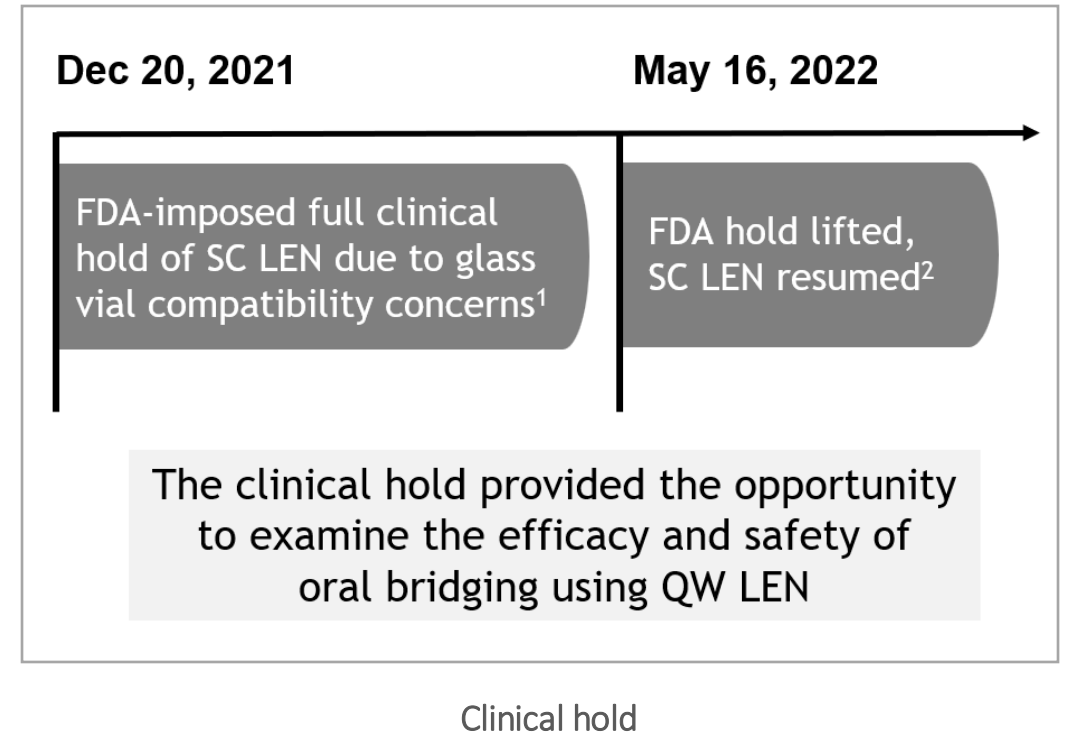 Dec 20, 2021
May 16, 2022
FDA-imposed full clinical
hold of SC LEN due to glass
vial compatibility concerns¹
FDA hold lifted,
SC LEN resumed²
The clinical hold provided the opportunity
to examine the efficacy and safety of
oral bridging using QW LEN
Clinical hold